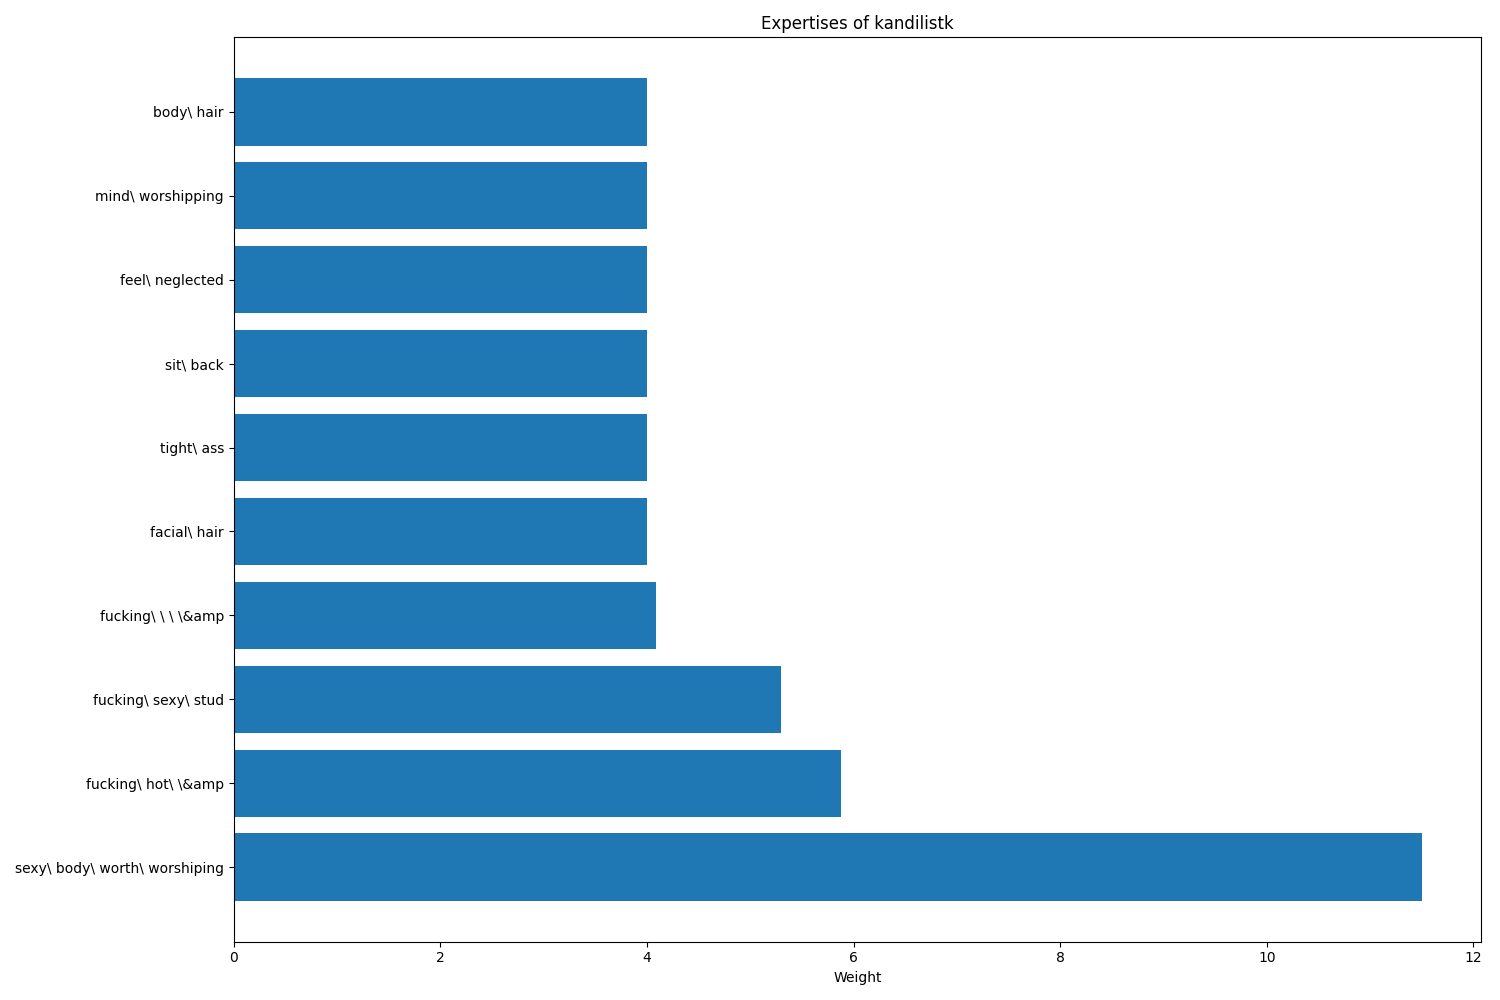 Expertises of kandilistk
body\ hair
mind\ worshipping
feel\ neglected
sit\ back
tight\ ass
facial\ hair
fucking\ \ \ \&amp
fucking\ sexy\ stud
fucking\ hot\ \&amp
sexy\ body\ worth\ worshiping
0 2 4 6 8 10 12
Weight